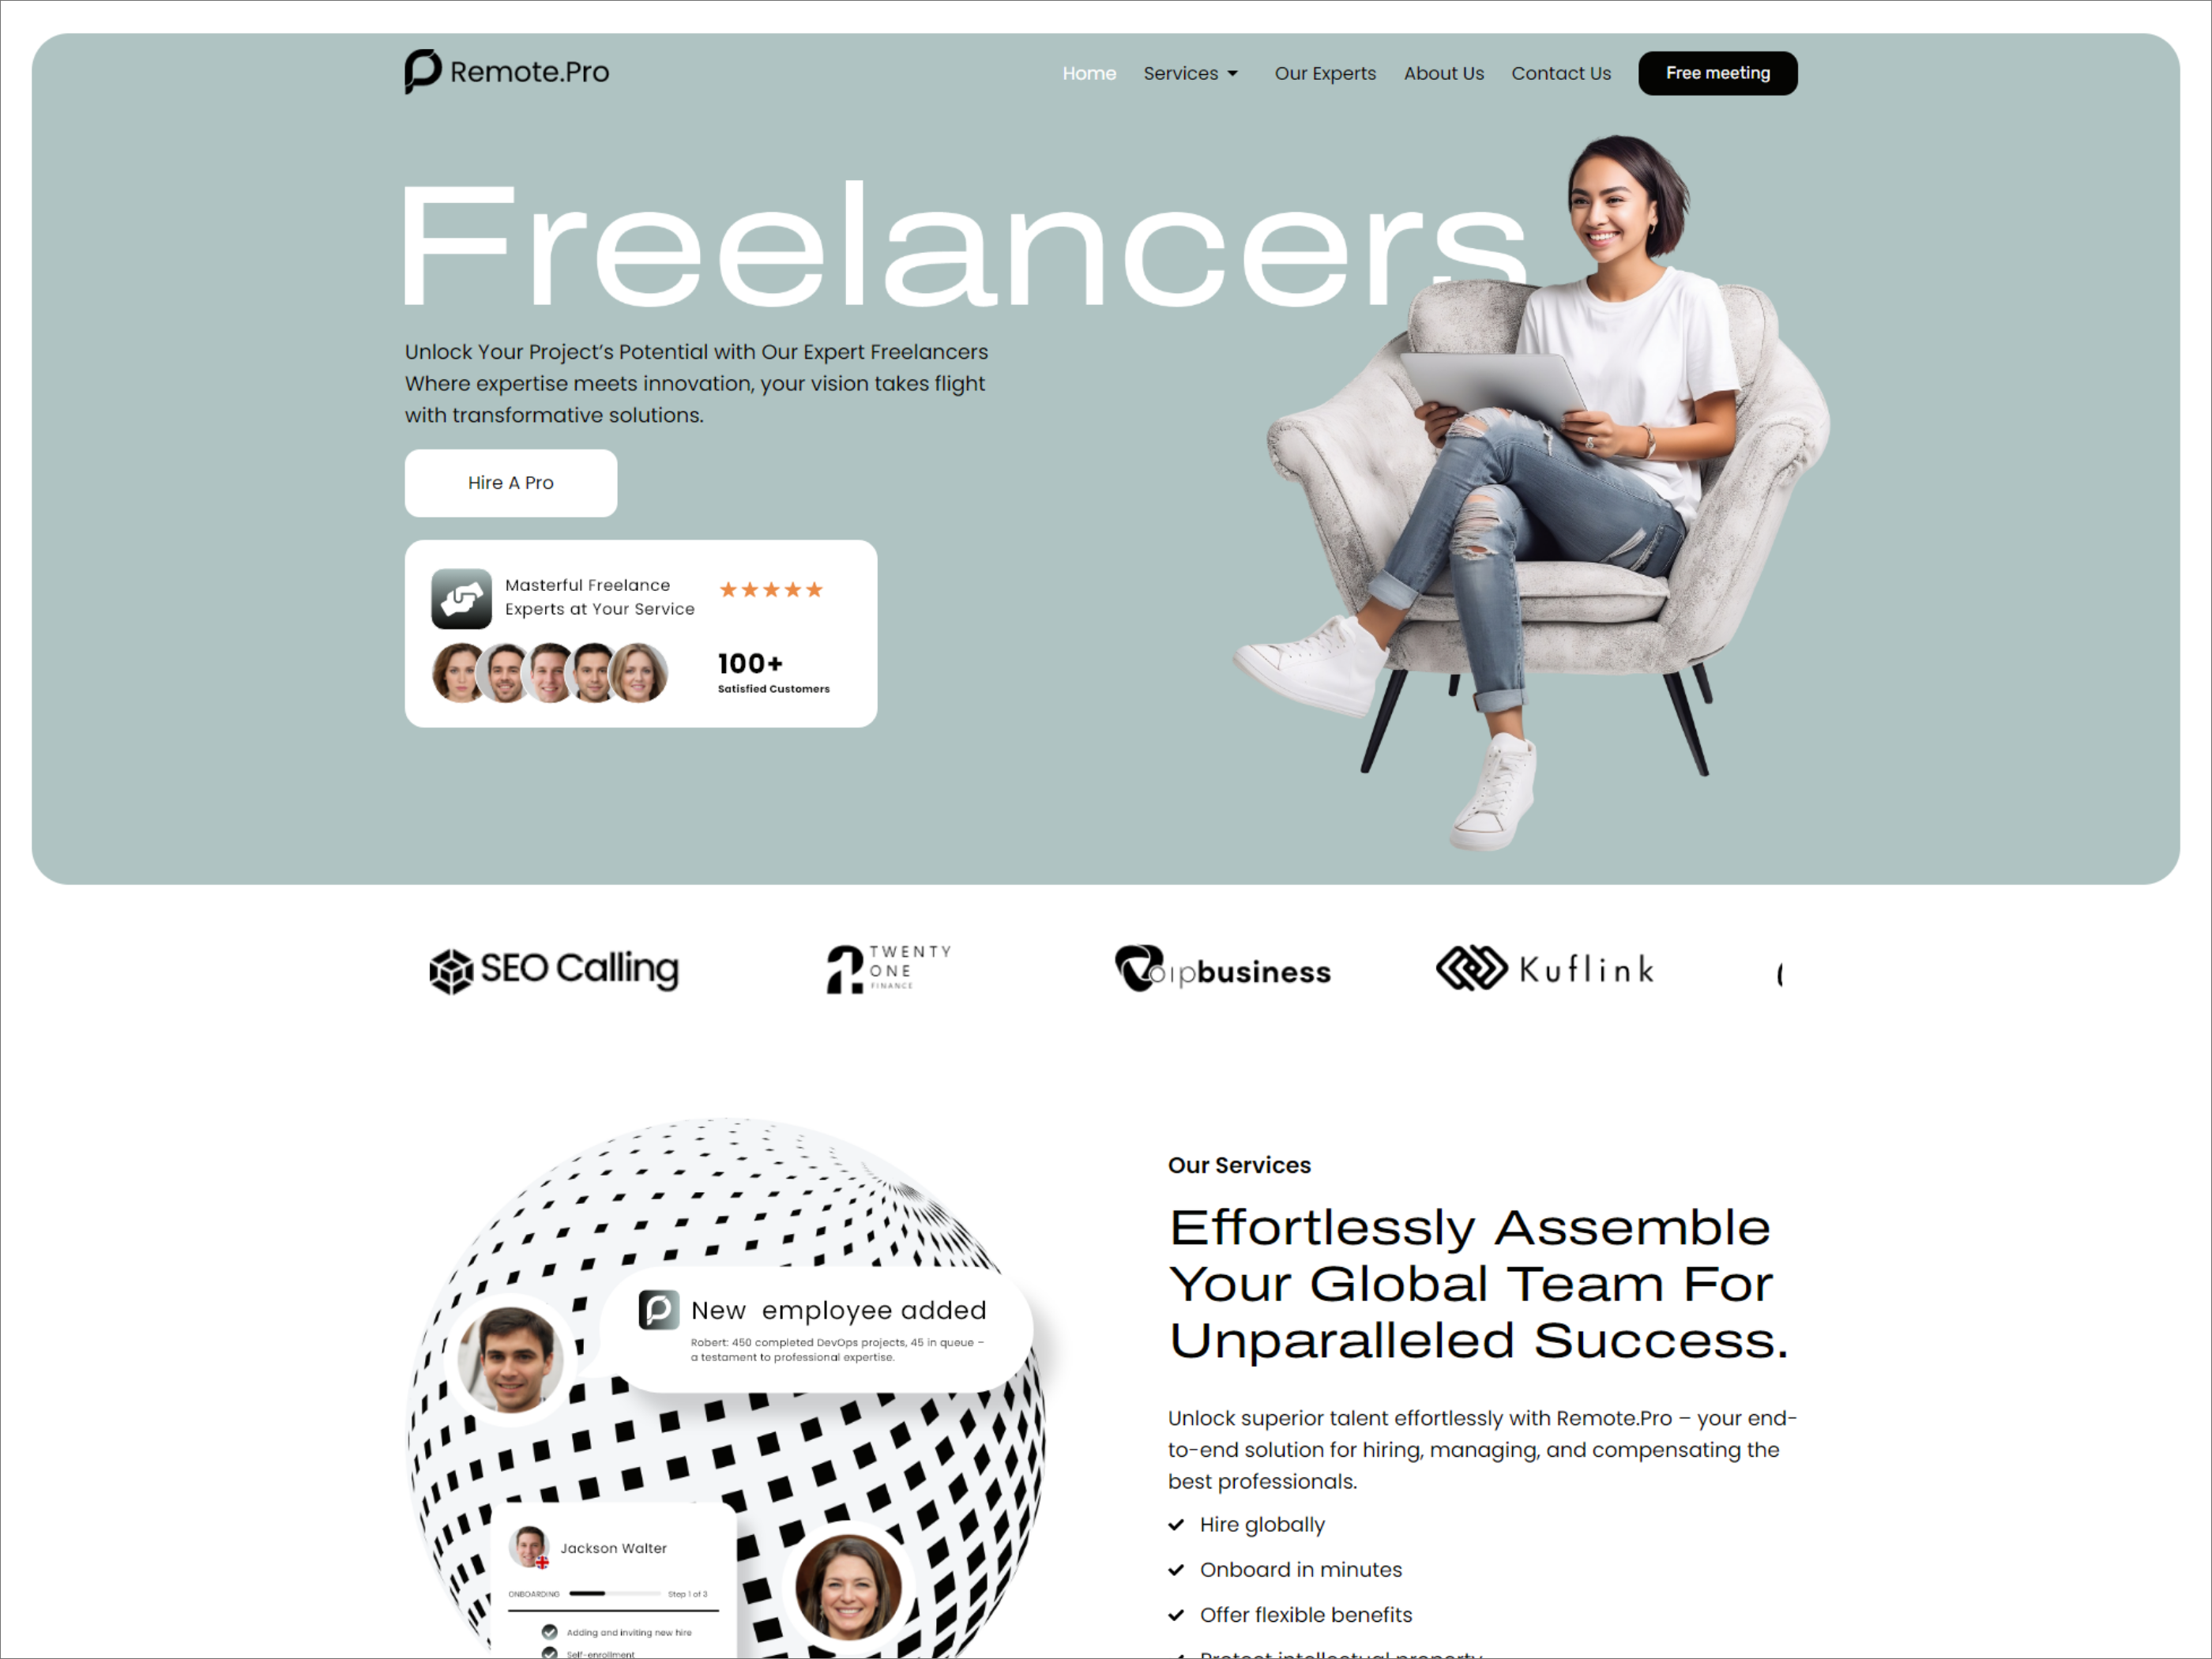 Remote.Pro
Home Services Our Experts About Us Contact Us Free meeting
Freelancers
Unlock Your Project's Potential with Our Expert Freelancers
Where expertise meets innovation, your vision takes flight
with transformative solutions.
Hire A Pro
Masterful Freelance
Experts at Your Service
100+
Satisfied Customers
SEO Calling
TWENTY
ONE
FINANCE
Voipbusiness
Kuflink
New employee added
Robert: 450 completed DevOps projects, 45 in queue –
a testament to professional expertise.
Jackson Walter
ONBOARDING Step 1 of 3
Adding and inviting new hire
Self-enrollment
Our Services
Effortlessly Assemble
Your Global Team For
Unparalleled Success.
Unlock superior talent effortlessly with Remote.Pro – your end-
to-end solution for hiring, managing, and compensating the
best professionals.
Hire globally
Onboard in minutes
Offer flexible benefits
Protect intellectual property